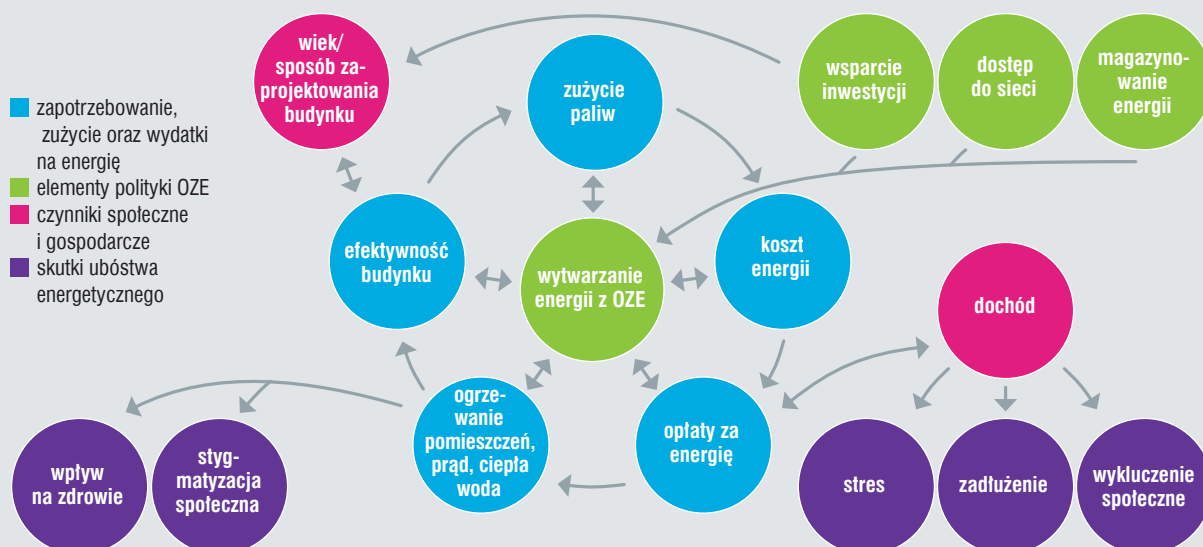 zapotrzebowanie,
zużycie oraz wydatki
na energię
elementy polityki OZE
czynniki społeczne
i gospodarcze
skutki ubóstwa
energetycznego
wiek/
sposób za-
projektowania
budynku
zużycie
paliw
wsparcie
inwestycji
dostęp
do sieci
magazyno-
wanie
energii
efektywność
budynku
wytwarzanie
energii z OZE
koszt
energii
dochód
ogrze-
wanie
pomieszczeń,
prąd, ciepła
woda
opłaty za
energię
wpływ
na zdrowie
styg-
matyzacja
społeczna
stres
zadłużenie
wykluczenie
społeczne